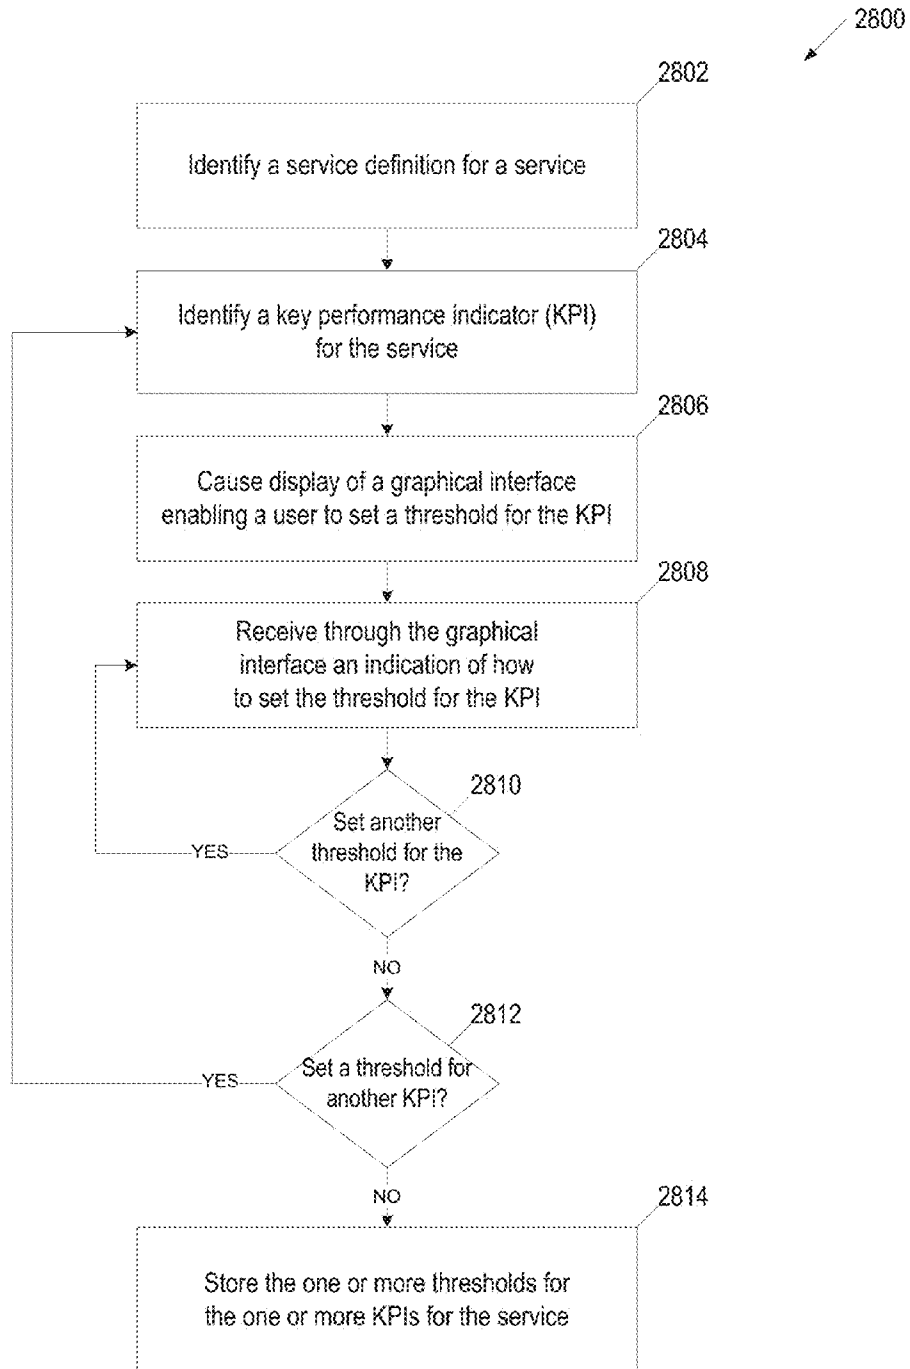 2800
2802
Identify a service definition for a service
2804
Identify a key performance indicator (KPI)
for the service
2806
Cause display of a graphical interface
enabling a user to set a threshold for the KPI
2808
Receive through the graphical
interface an indication of how
to set the threshold for the KPI
2810
Set another
threshold for the
KPI?
YES
NO
2812
Set a threshold for
another KPI?
YES
NO
2814
Store the one or more thresholds for
the one or more KPIs for the service